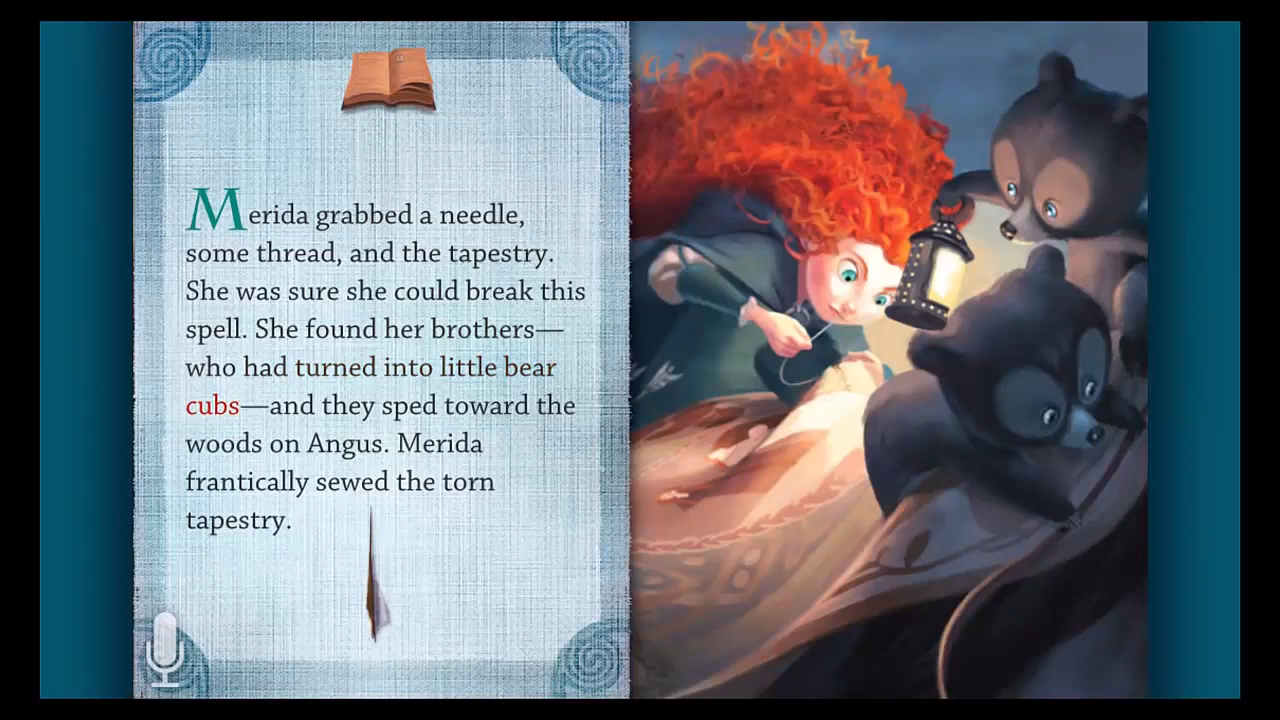 Merida grabbed a needle,
some thread, and the tapestry.
She was sure she could break this
spell. She found her brothers—
who had turned into little bear
cubs—and they sped toward the
woods on Angus. Merida
frantically sewed the torn
tapestry.